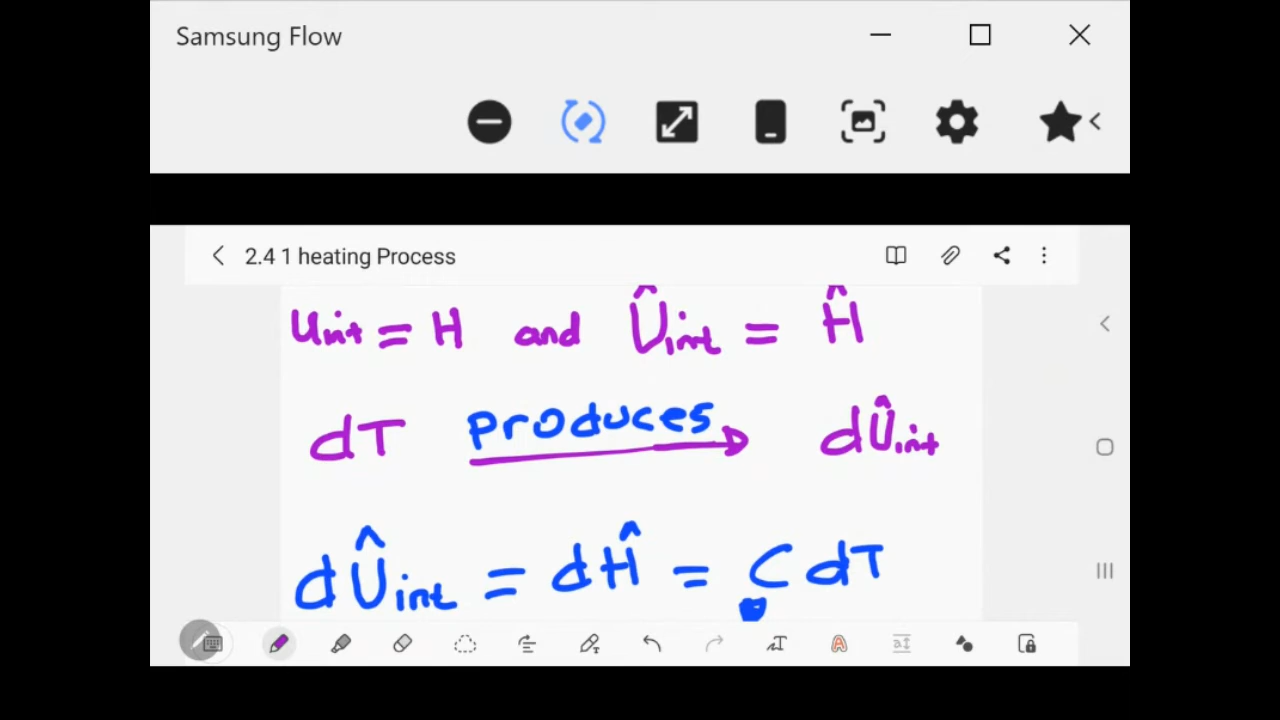 Samsung Flow
2.4 1 heating Process
Uint = H and Ûint = Ĥ
dT produces dÛint
dÛint = dĤ = C dT